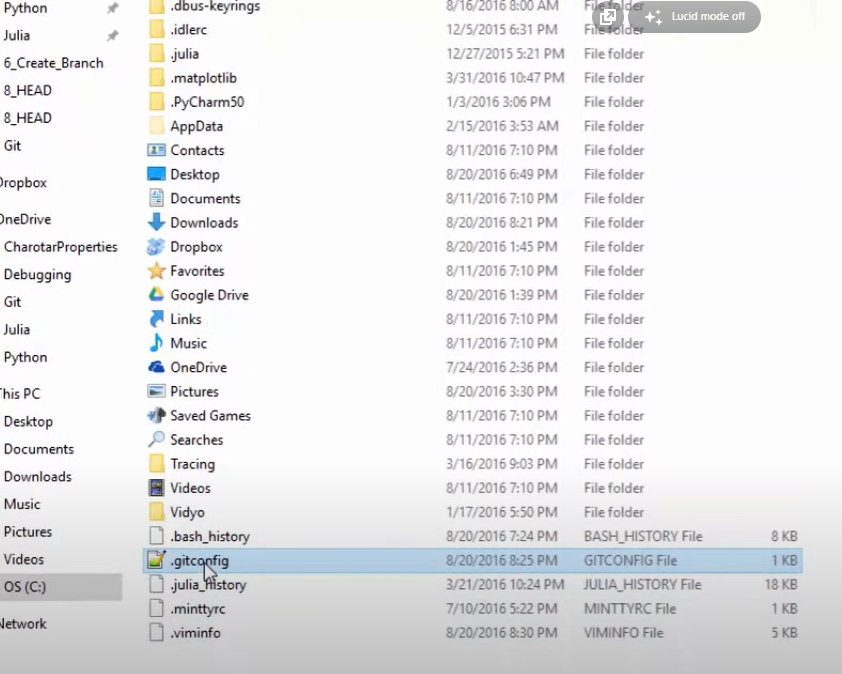 Python
Julia
6_Create_Branch
8_HEAD
8_HEAD
Git
Dropbox
OneDrive
CharotarProperties
Debugging
Git
Julia
Python
This PC
Desktop
Documents
Downloads
Music
Pictures
Videos
OS (C:)
Network
Lucid mode off
.dbus-keyrings 8/16/2016 8:00 AM File folder
.idlerc 12/5/2015 6:31 PM File folder
.julia 12/27/2015 5:21 PM File folder
.matplotlib 3/31/2016 10:47 PM File folder
.PyCharm50 1/3/2016 3:06 PM File folder
AppData 2/15/2016 3:53 AM File folder
Contacts 8/11/2016 7:10 PM File folder
Desktop 8/20/2016 6:49 PM File folder
Documents 8/11/2016 7:10 PM File folder
Downloads 8/20/2016 8:21 PM File folder
Dropbox 8/20/2016 1:45 PM File folder
Favorites 8/11/2016 7:10 PM File folder
Google Drive 8/20/2016 1:39 PM File folder
Links 8/11/2016 7:10 PM File folder
Music 8/11/2016 7:10 PM File folder
OneDrive 7/24/2016 2:36 PM File folder
Pictures 8/20/2016 3:30 PM File folder
Saved Games 8/11/2016 7:10 PM File folder
Searches 8/11/2016 7:10 PM File folder
Tracing 3/16/2016 9:03 PM File folder
Videos 8/11/2016 7:10 PM File folder
Vidyo 1/17/2016 5:50 PM File folder
.bash_history 8/20/2016 7:24 PM BASH_HISTORY File 8 KB
.gitconfig 8/20/2016 8:25 PM GITCONFIG File 1 KB
.julia_history 3/21/2016 10:24 PM JULIA_HISTORY File 18 KB
.minttyrc 7/10/2016 5:22 PM MINTTYRC File 1 KB
.viminfo 8/20/2016 8:30 PM VIMINFO File 5 KB